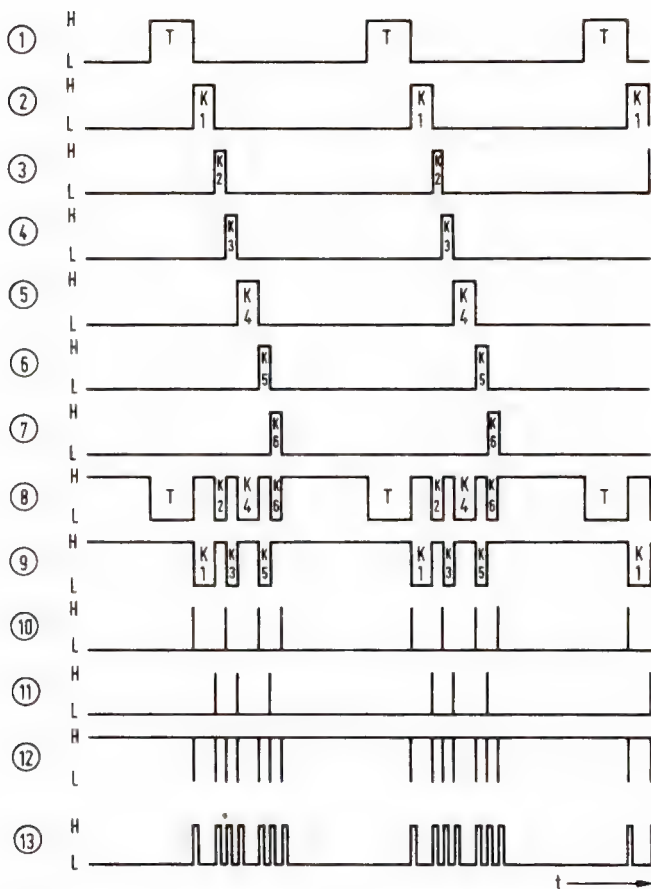 ① H L T T T
② H L K 1 K 1 K 1
③ H L K 2 K 2
④ H L K 3 K 3
⑤ H L K 4 K 4
⑥ H L K 5 K 5
⑦ H L K 6 K 6
⑧ H L T K 2 K 4 K 6 T K 2 K 4 K 6 T
⑨ H L K 1 K 3 K 5 K 1 K 3 K 5 K 1
⑩ H L
⑪ H L
⑫ H L
⑬ H L
t